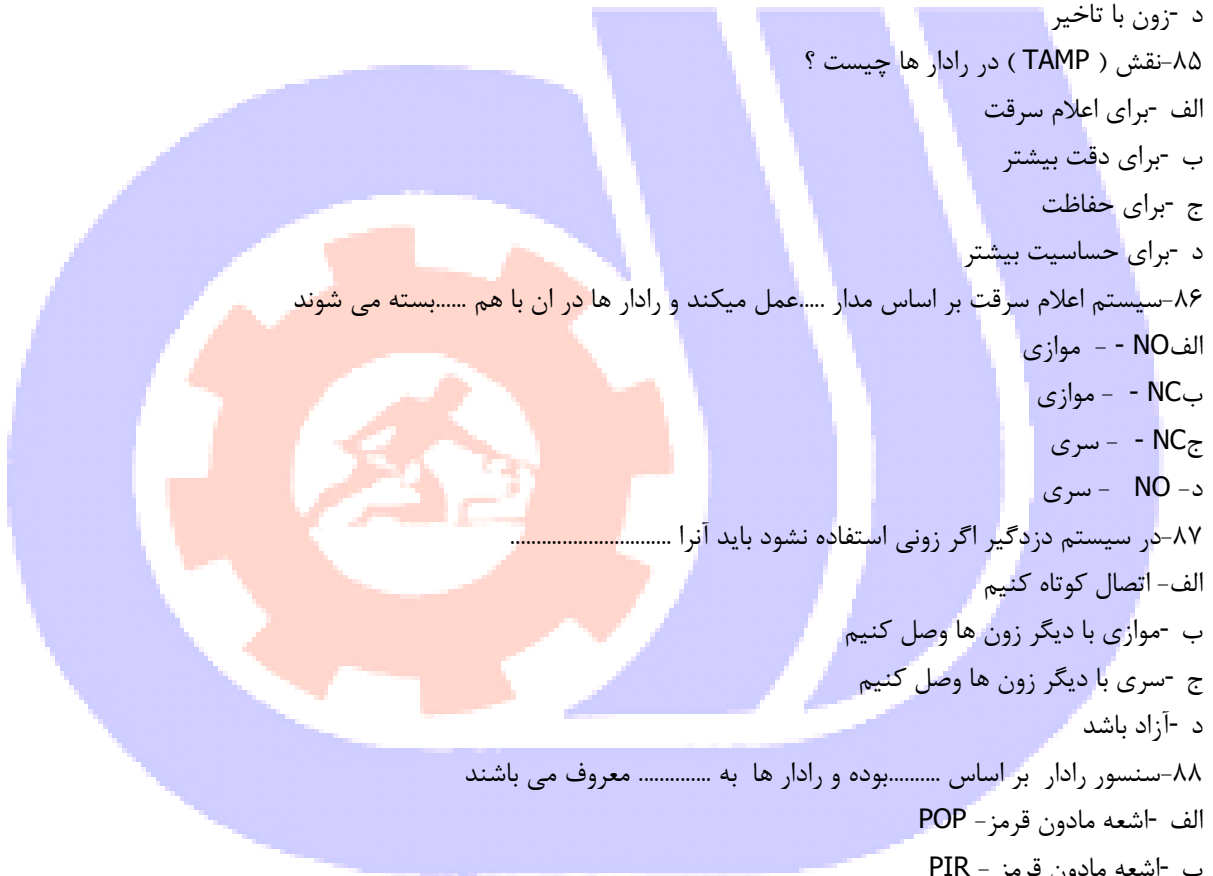 د -زون با تاخیر
۸۵-نقش ( TAMP ) در رادار ها چیست ؟
الف -برای اعلام سرقت
ب -برای دقت بیشتر
ج -برای حفاظت
د -برای حساسیت بیشتر
۸۶-سیستم اعلام سرقت بر اساس مدار .....عمل میکند و رادار ها در ان با هم ......بسته می شوند
الفNO - - موازی
بNC - - موازی
جNC - - سری
د- NO - سری
۸۷-در سیستم دزدگیر اگر زونی استفاده نشود باید آنرا ...............................
الف- اتصال کوتاه کنیم
ب -موازی با دیگر زون ها وصل کنیم
ج -سری با دیگر زون ها وصل کنیم
د -آزاد باشد
۸۸-سنسور رادار بر اساس ..........بوده و رادار ها به .............. معروف می باشند
الف -اشعه مادون قرمز- POP
ب -اشعه مادون قرمز - PIR